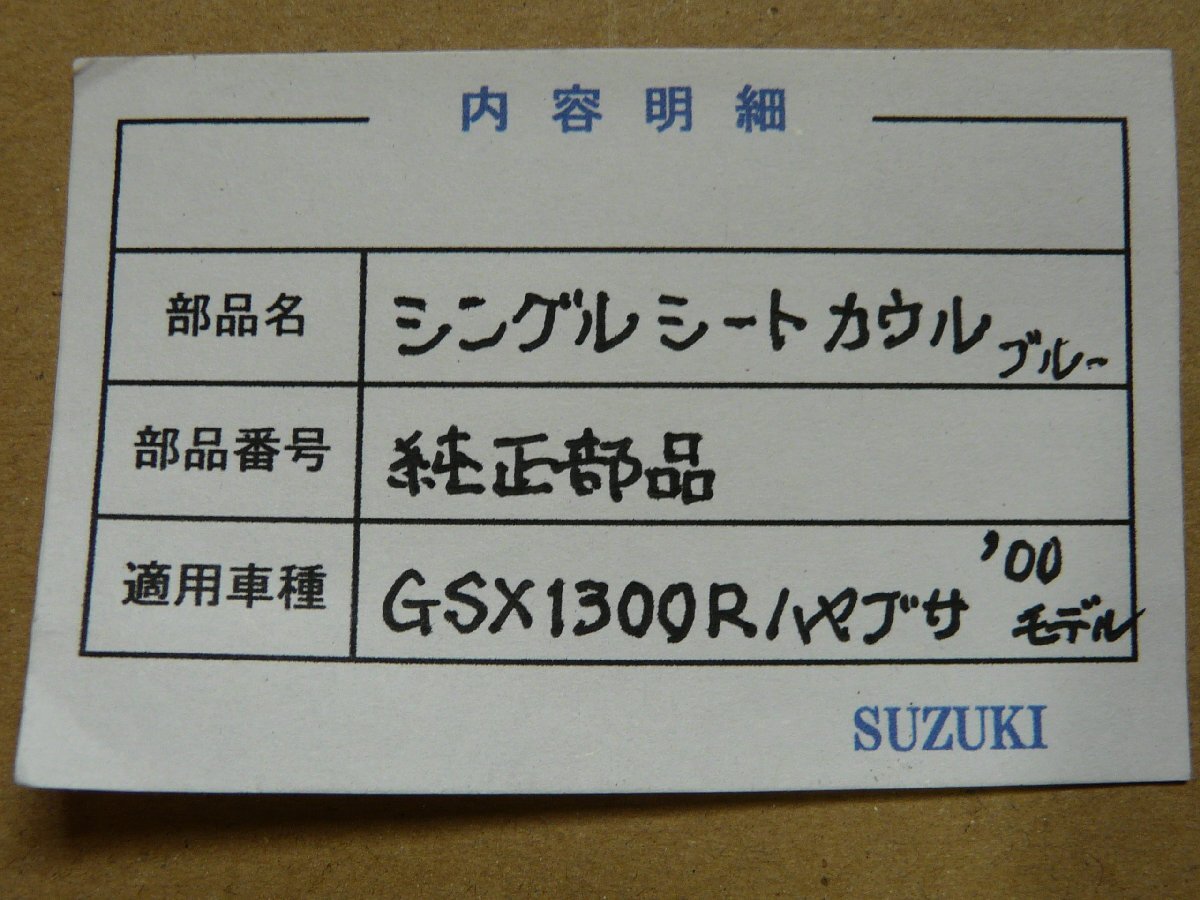 内容明細
部品名 シングルシートカウル ブルー
部品番号 純正部品
適用車種 GSX1300R ハヤブサ '00 モデル
SUZUKI